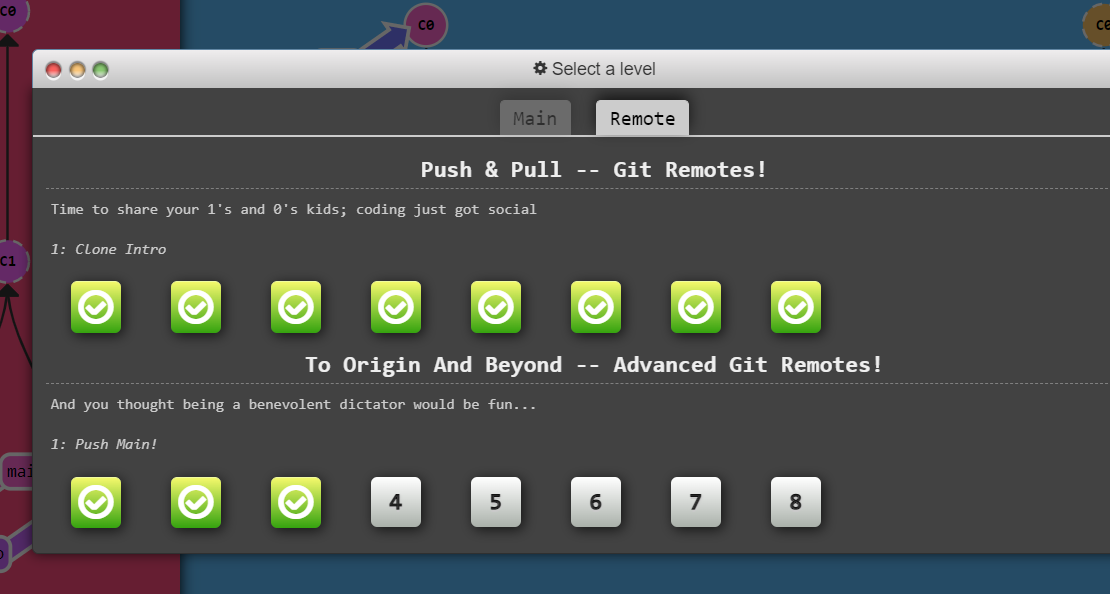 C0
C0
C0
Select a level
Main
Remote
Push & Pull -- Git Remotes!
Time to share your 1's and 0's kids; coding just got social
1: Clone Intro
C1
To Origin And Beyond -- Advanced Git Remotes!
And you thought being a benevolent dictator would be fun...
1: Push Main!
mai
4 5 6 7 8